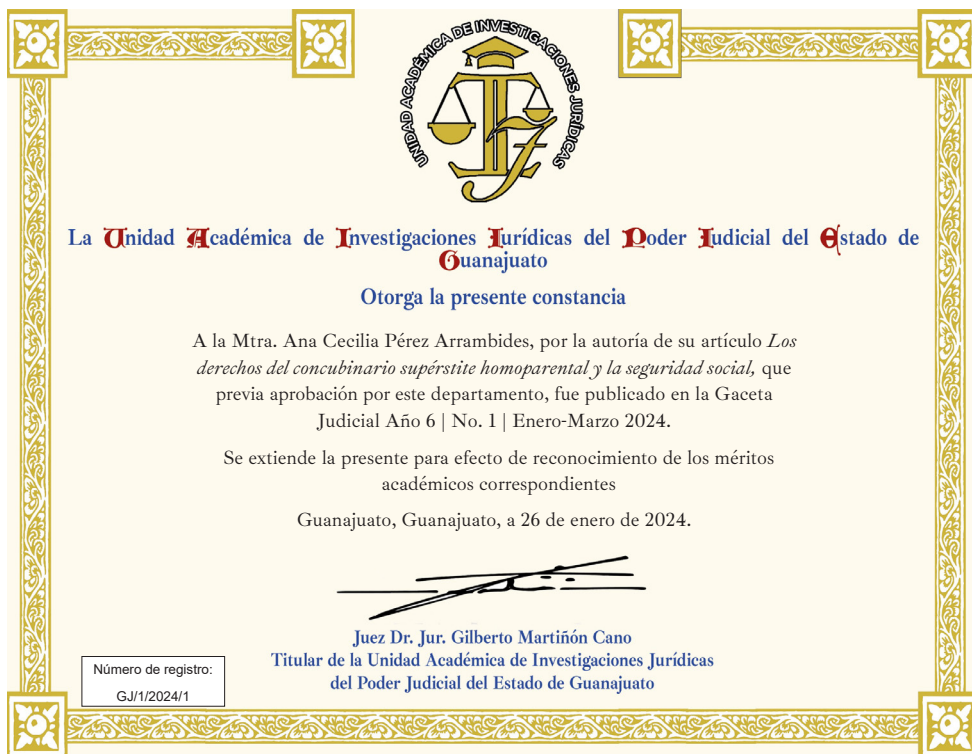 UNIDAD ACADÉMICA DE INVESTIGACIONES JURÍDICAS
La Unidad Académica de Investigaciones Jurídicas del Poder Judicial del Estado de
Guanajuato
Otorga la presente constancia
A la Mtra. Ana Cecilia Pérez Arrambides, por la autoría de su artículo Los
derechos del concubinario supérstite homoparental y la seguridad social, que
previa aprobación por este departamento, fue publicado en la Gaceta
Judicial Año 6 | No. 1 | Enero-Marzo 2024.
Se extiende la presente para efecto de reconocimiento de los méritos
académicos correspondientes
Guanajuato, Guanajuato, a 26 de enero de 2024.
Juez Dr. Jur. Gilberto Martiñón Cano
Titular de la Unidad Académica de Investigaciones Jurídicas
del Poder Judicial del Estado de Guanajuato
Número de registro:
GJ/1/2024/1